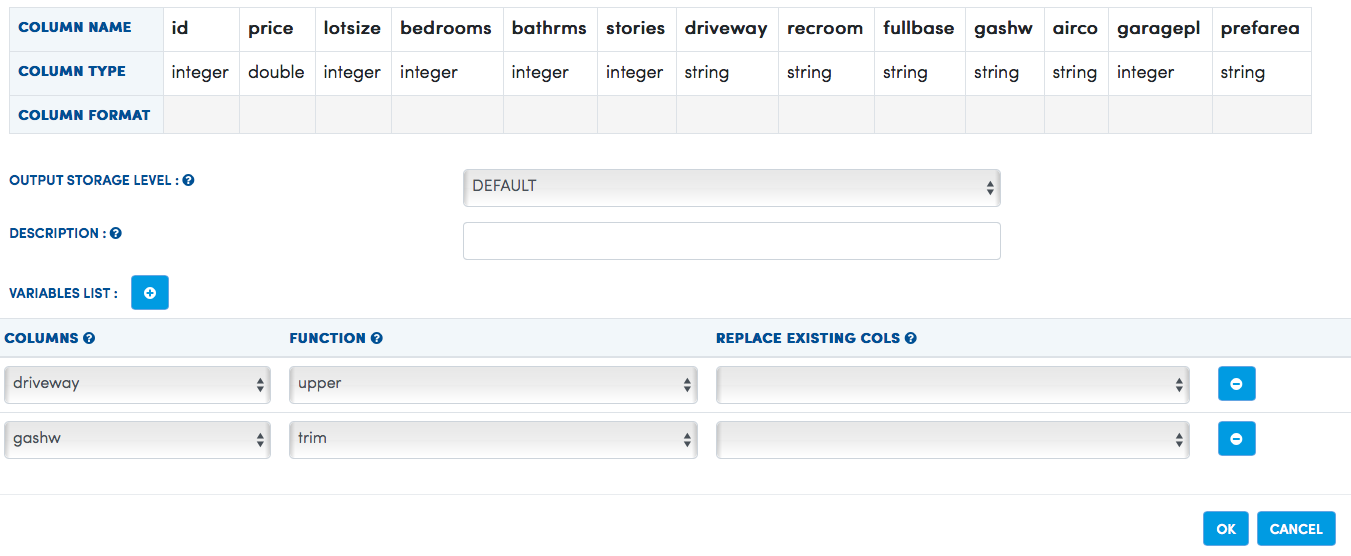 COLUMN NAME id price lotsize bedrooms bathrms stories driveway recroom fullbase gashw airco garagepl prefarea
COLUMN TYPE integer double integer integer integer integer string string string string string integer string
COLUMN FORMAT
OUTPUT STORAGE LEVEL : DEFAULT
DESCRIPTION :
VARIABLES LIST :
COLUMNS FUNCTION REPLACE EXISTING COLS
driveway upper
gashw trim
OK CANCEL